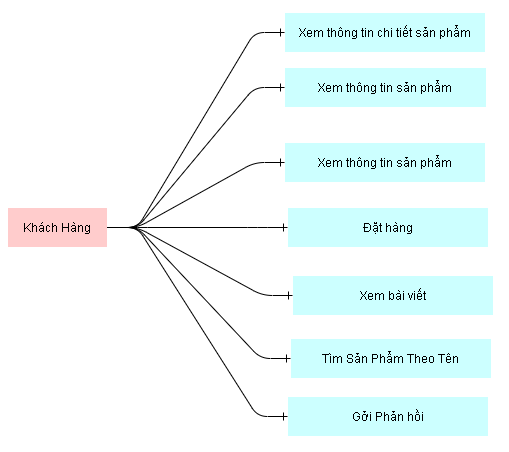 Xem thông tin chi tiết sản phẩm
Xem thông tin sản phẩm
Xem thông tin sản phẩm
Khách Hàng
Đặt hàng
Xem bài viết
Tìm Sản Phẩm Theo Tên
Gởi Phản hồi